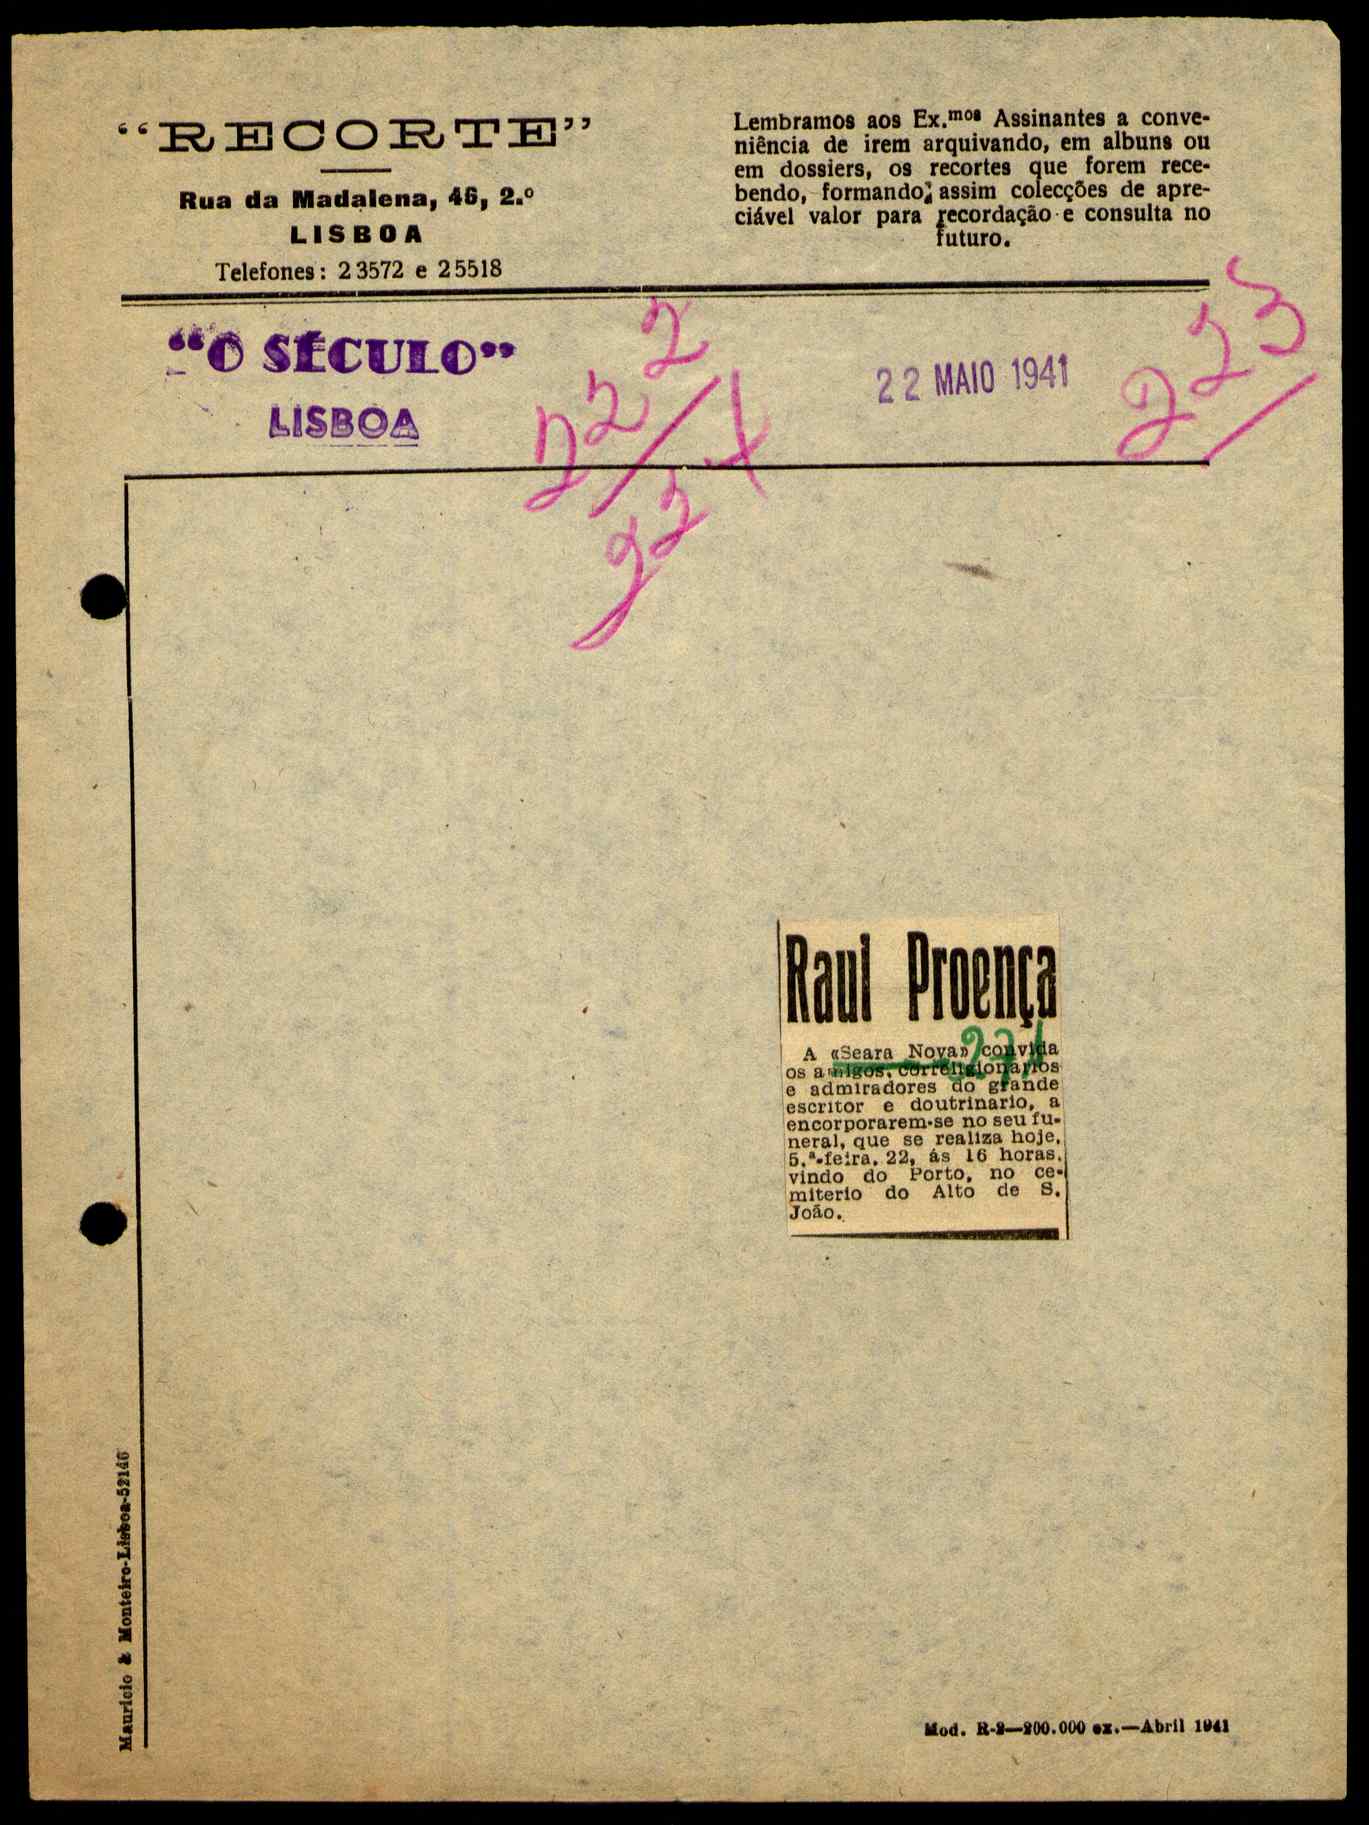 “RECORTE”
Rua da Madalena, 46, 2.º
LISBOA
Telefones: 23572 e 25518
Lembramos aos Ex.mos Assinantes a conve-
niência de irem arquivando, em albuns ou
em dossiers, os recortes que forem rece-
bendo, formando, assim colecções de apre-
ciável valor para recordação e consulta no
futuro.
“O SÉCULO”
LISBOA
22 MAIO 1941
222
223
Raul Proença
271
A «Seara Nova» convida
os amigos, correligionarios
e admiradores do grande
escritor e doutrinario, a
encorporarem-se no seu fu-
neral, que se realiza hoje,
5.ª-feira, 22, ás 16 horas,
vindo do Porto, no ce-
miterio do Alto de S.
João.
Mauricio & Monteiro-Lisboa-52146
Mod. R-2—200.000 ex.—Abril 1941